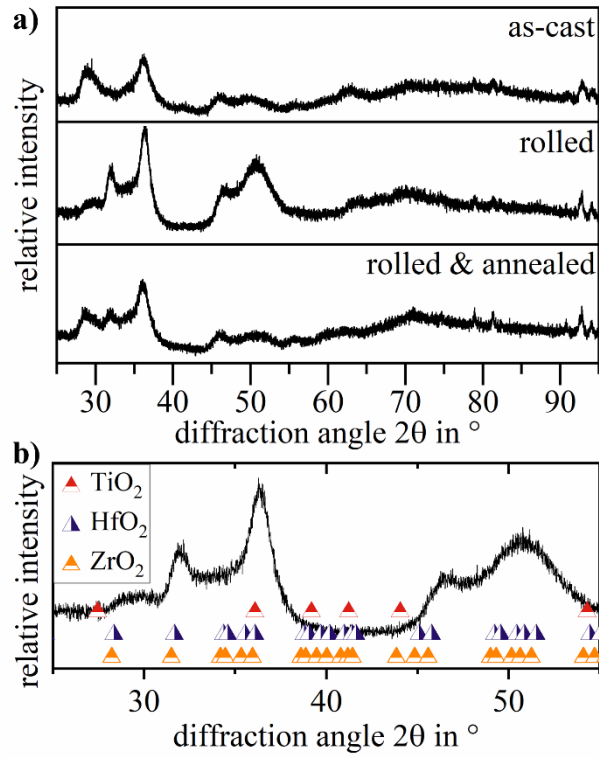 a)
as-cast
rolled
rolled & annealed
relative intensity
30 40 50 60 70 80 90
diffraction angle 2θ in °
b)
TiO₂
HfO₂
ZrO₂
relative intensity
30 40 50
diffraction angle 2θ in °